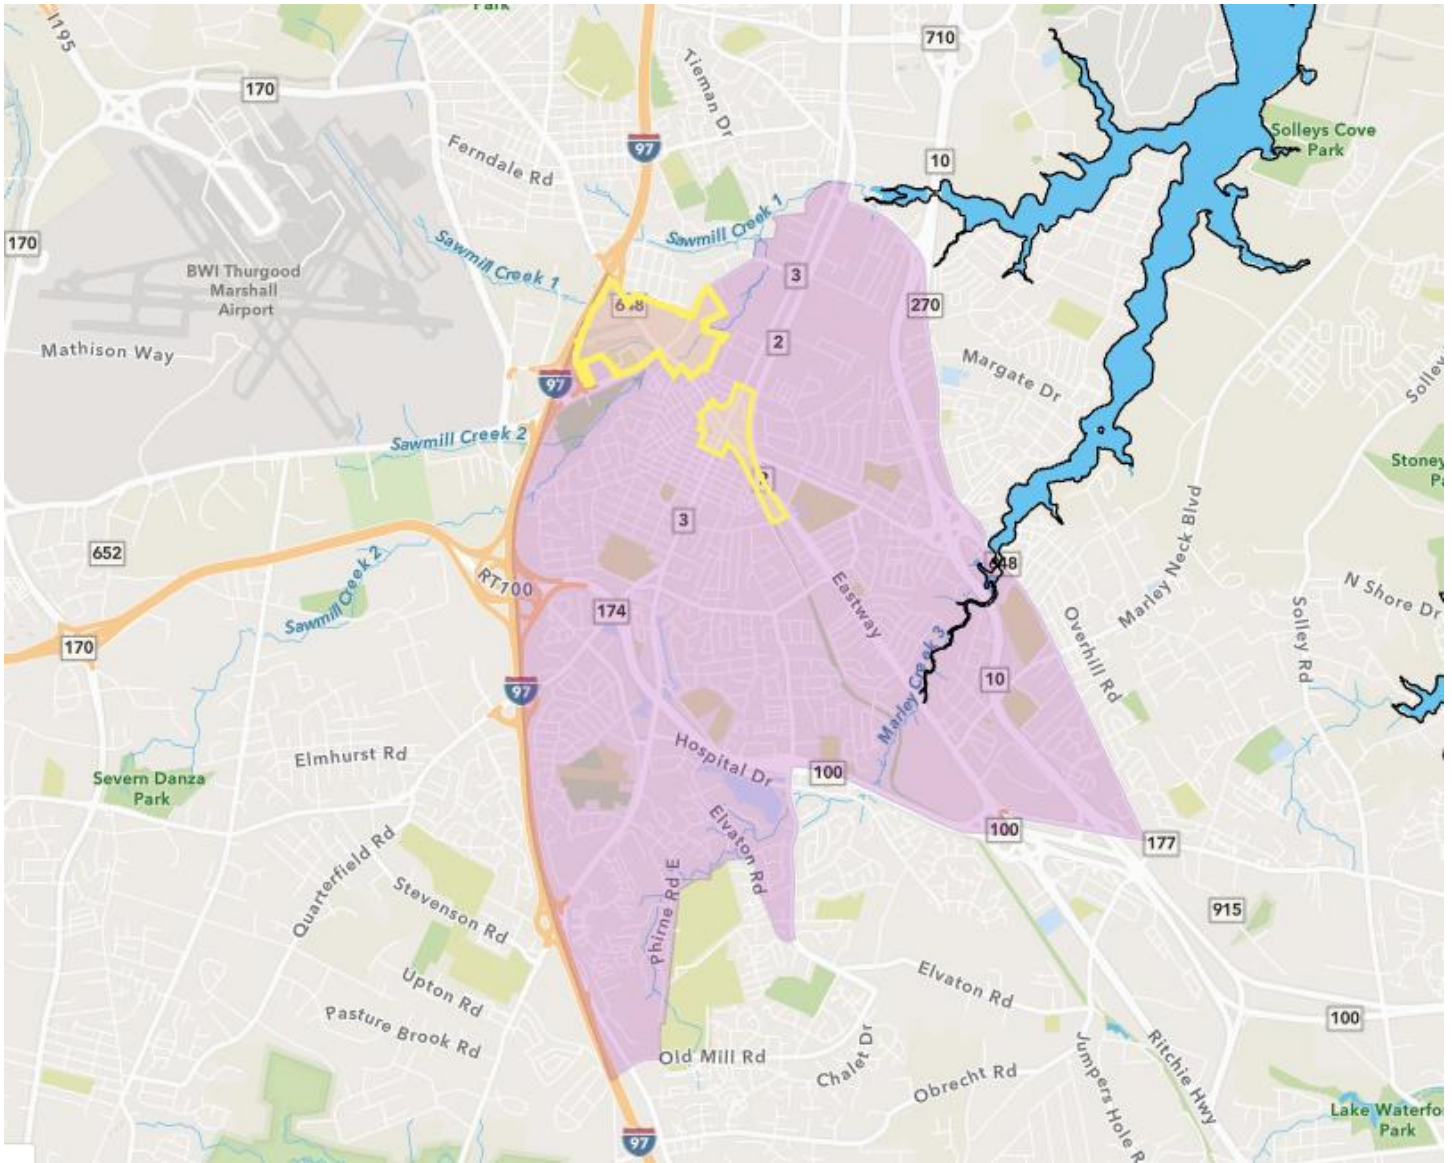 Park
I195
710
170
Tieman Dr
97
Solleys Cove
Park
Ferndale Rd
10
170
Sawmill Creek 1
Sawmill Creek 1
BWI Thurgood
Marshall
Airport
3
648
270
2
Mathison Way
Margate Dr
97
Solley
Sawmill Creek 2
Stoney
Marley Neck Blvd
3
652
648
RT100
Sawmill Creek 2
N Shore Dr
Eastway
174
Overhill Rd
Solley Rd
170
Marley Creek 3
10
97
Elmhurst Rd
Hospital Dr
100
Severn Danza
Park
Elvaton Rd
100
177
Quarterfield Rd
Stevenson Rd
Phirne Rd E
915
Upton Rd
Elvaton Rd
Pasture Brook Rd
100
Old Mill Rd
Chalet Dr
Obrecht Rd
Jumpers Hole R
Ritchie Hwy
Lake Waterfo
Park
97